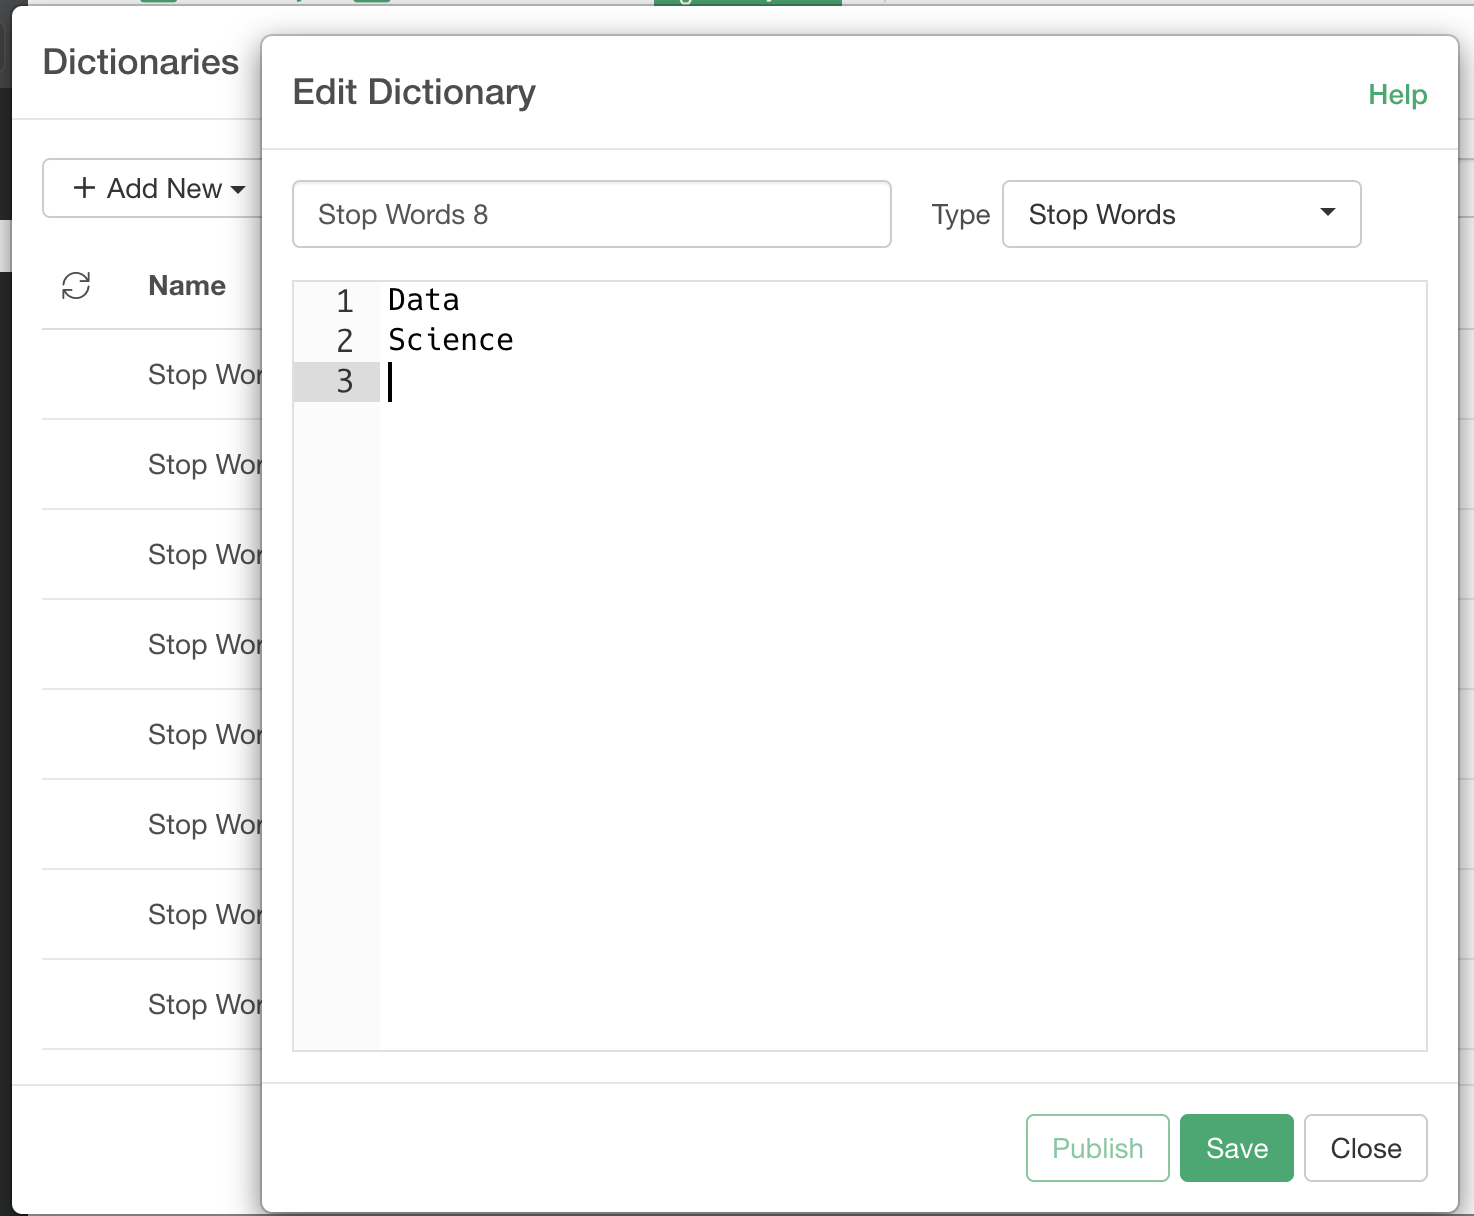 Dictionaries
Edit Dictionary
Help
+ Add New
Stop Words 8
Type
Stop Words
Name
1 Data
2 Science
3
Stop Wor
Stop Wor
Stop Wor
Stop Wor
Stop Wor
Stop Wor
Stop Wor
Stop Wor
Publish
Save
Close